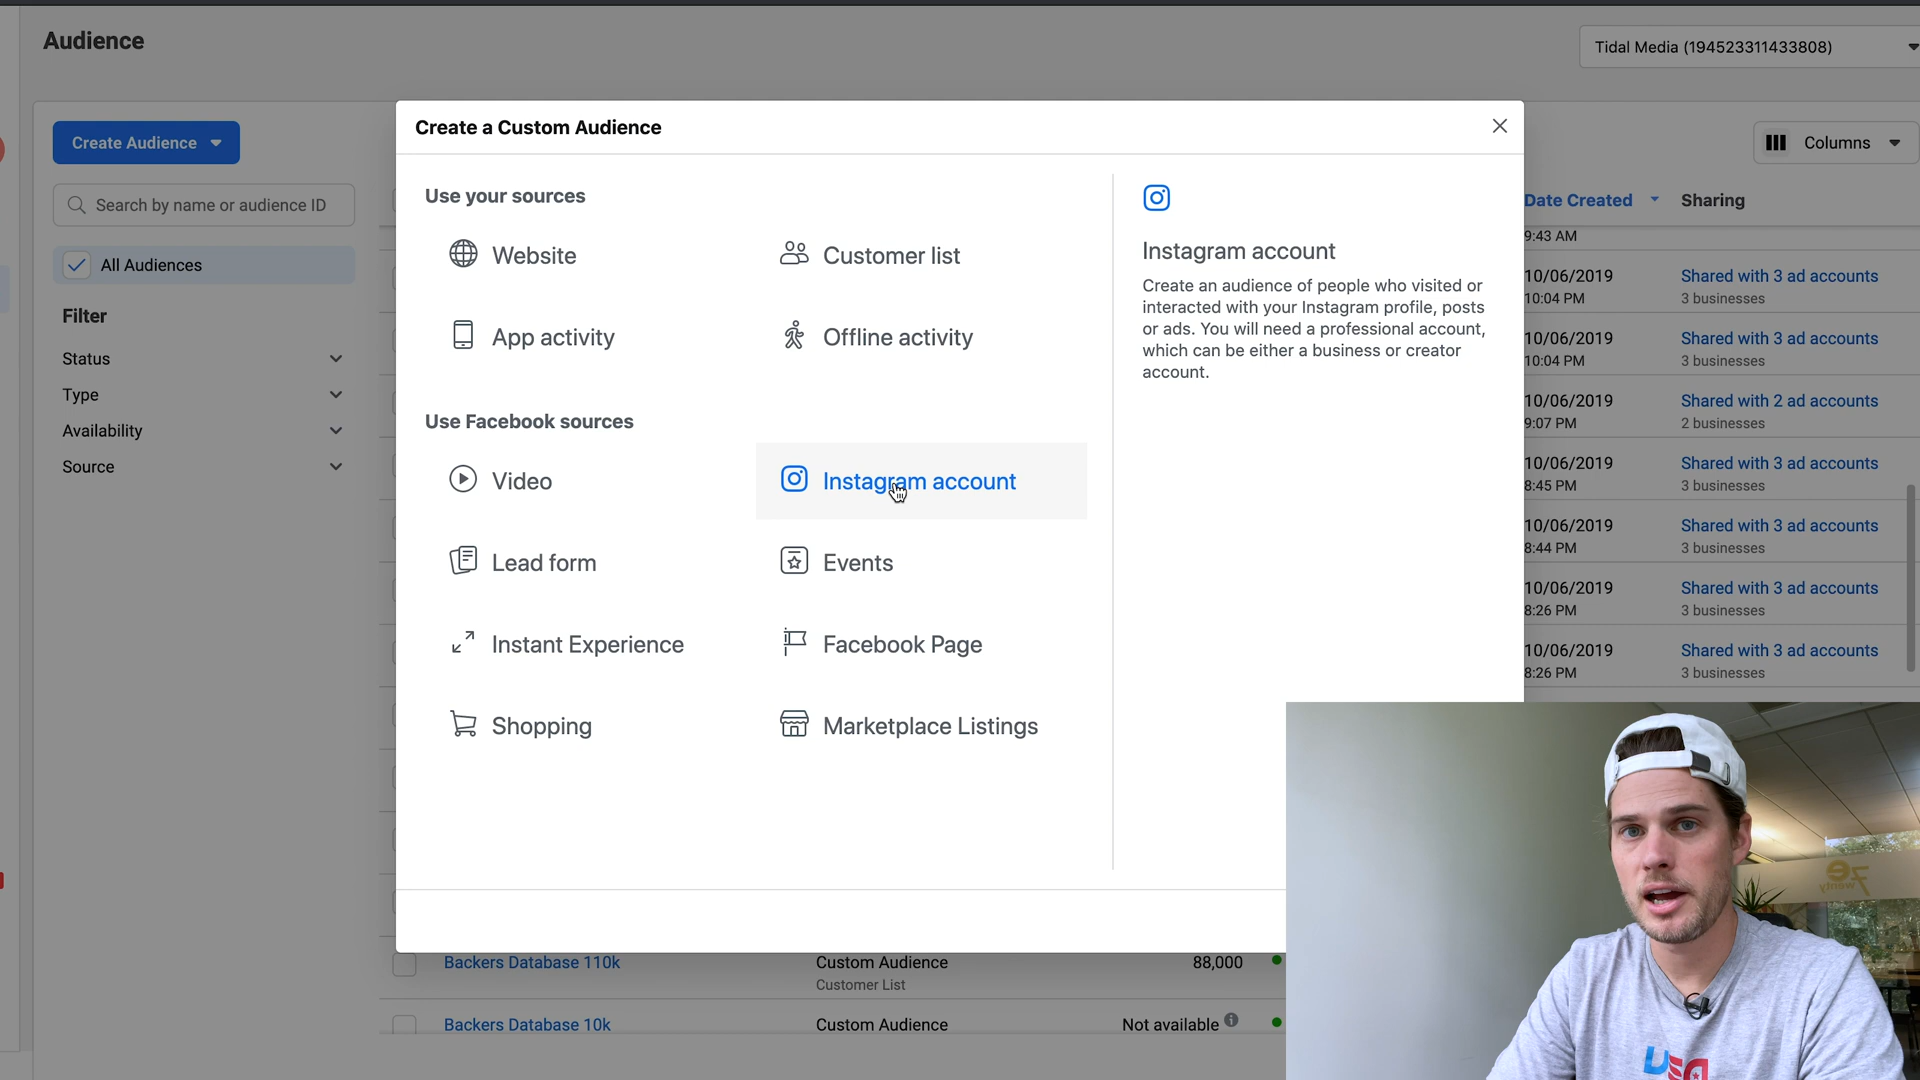 Audience
Tidal Media (194523311433808)
Create Audience
Search by name or audience ID
All Audiences
Filter
Status
Type
Availability
Source
Create a Custom Audience
Use your sources
Website
Customer list
App activity
Offline activity
Use Facebook sources
Video
Instagram account
Lead form
Events
Instant Experience
Facebook Page
Shopping
Marketplace Listings
Instagram account
Create an audience of people who visited or
interacted with your Instagram profile, posts
or ads. You will need a professional account,
which can be either a business or creator
account.
Columns
Date Created
Sharing
9:43 AM
10/06/2019
Shared with 3 ad accounts
10:04 PM
3 businesses
10/06/2019
Shared with 3 ad accounts
10:04 PM
3 businesses
10/06/2019
Shared with 2 ad accounts
9:07 PM
2 businesses
10/06/2019
Shared with 3 ad accounts
8:45 PM
3 businesses
10/06/2019
Shared with 3 ad accounts
8:44 PM
3 businesses
10/06/2019
Shared with 3 ad accounts
8:26 PM
3 businesses
10/06/2019
Shared with 3 ad accounts
8:26 PM
3 businesses
Backers Database 110k
Custom Audience
88,000
Customer List
Backers Database 10k
Custom Audience
Not available
USA